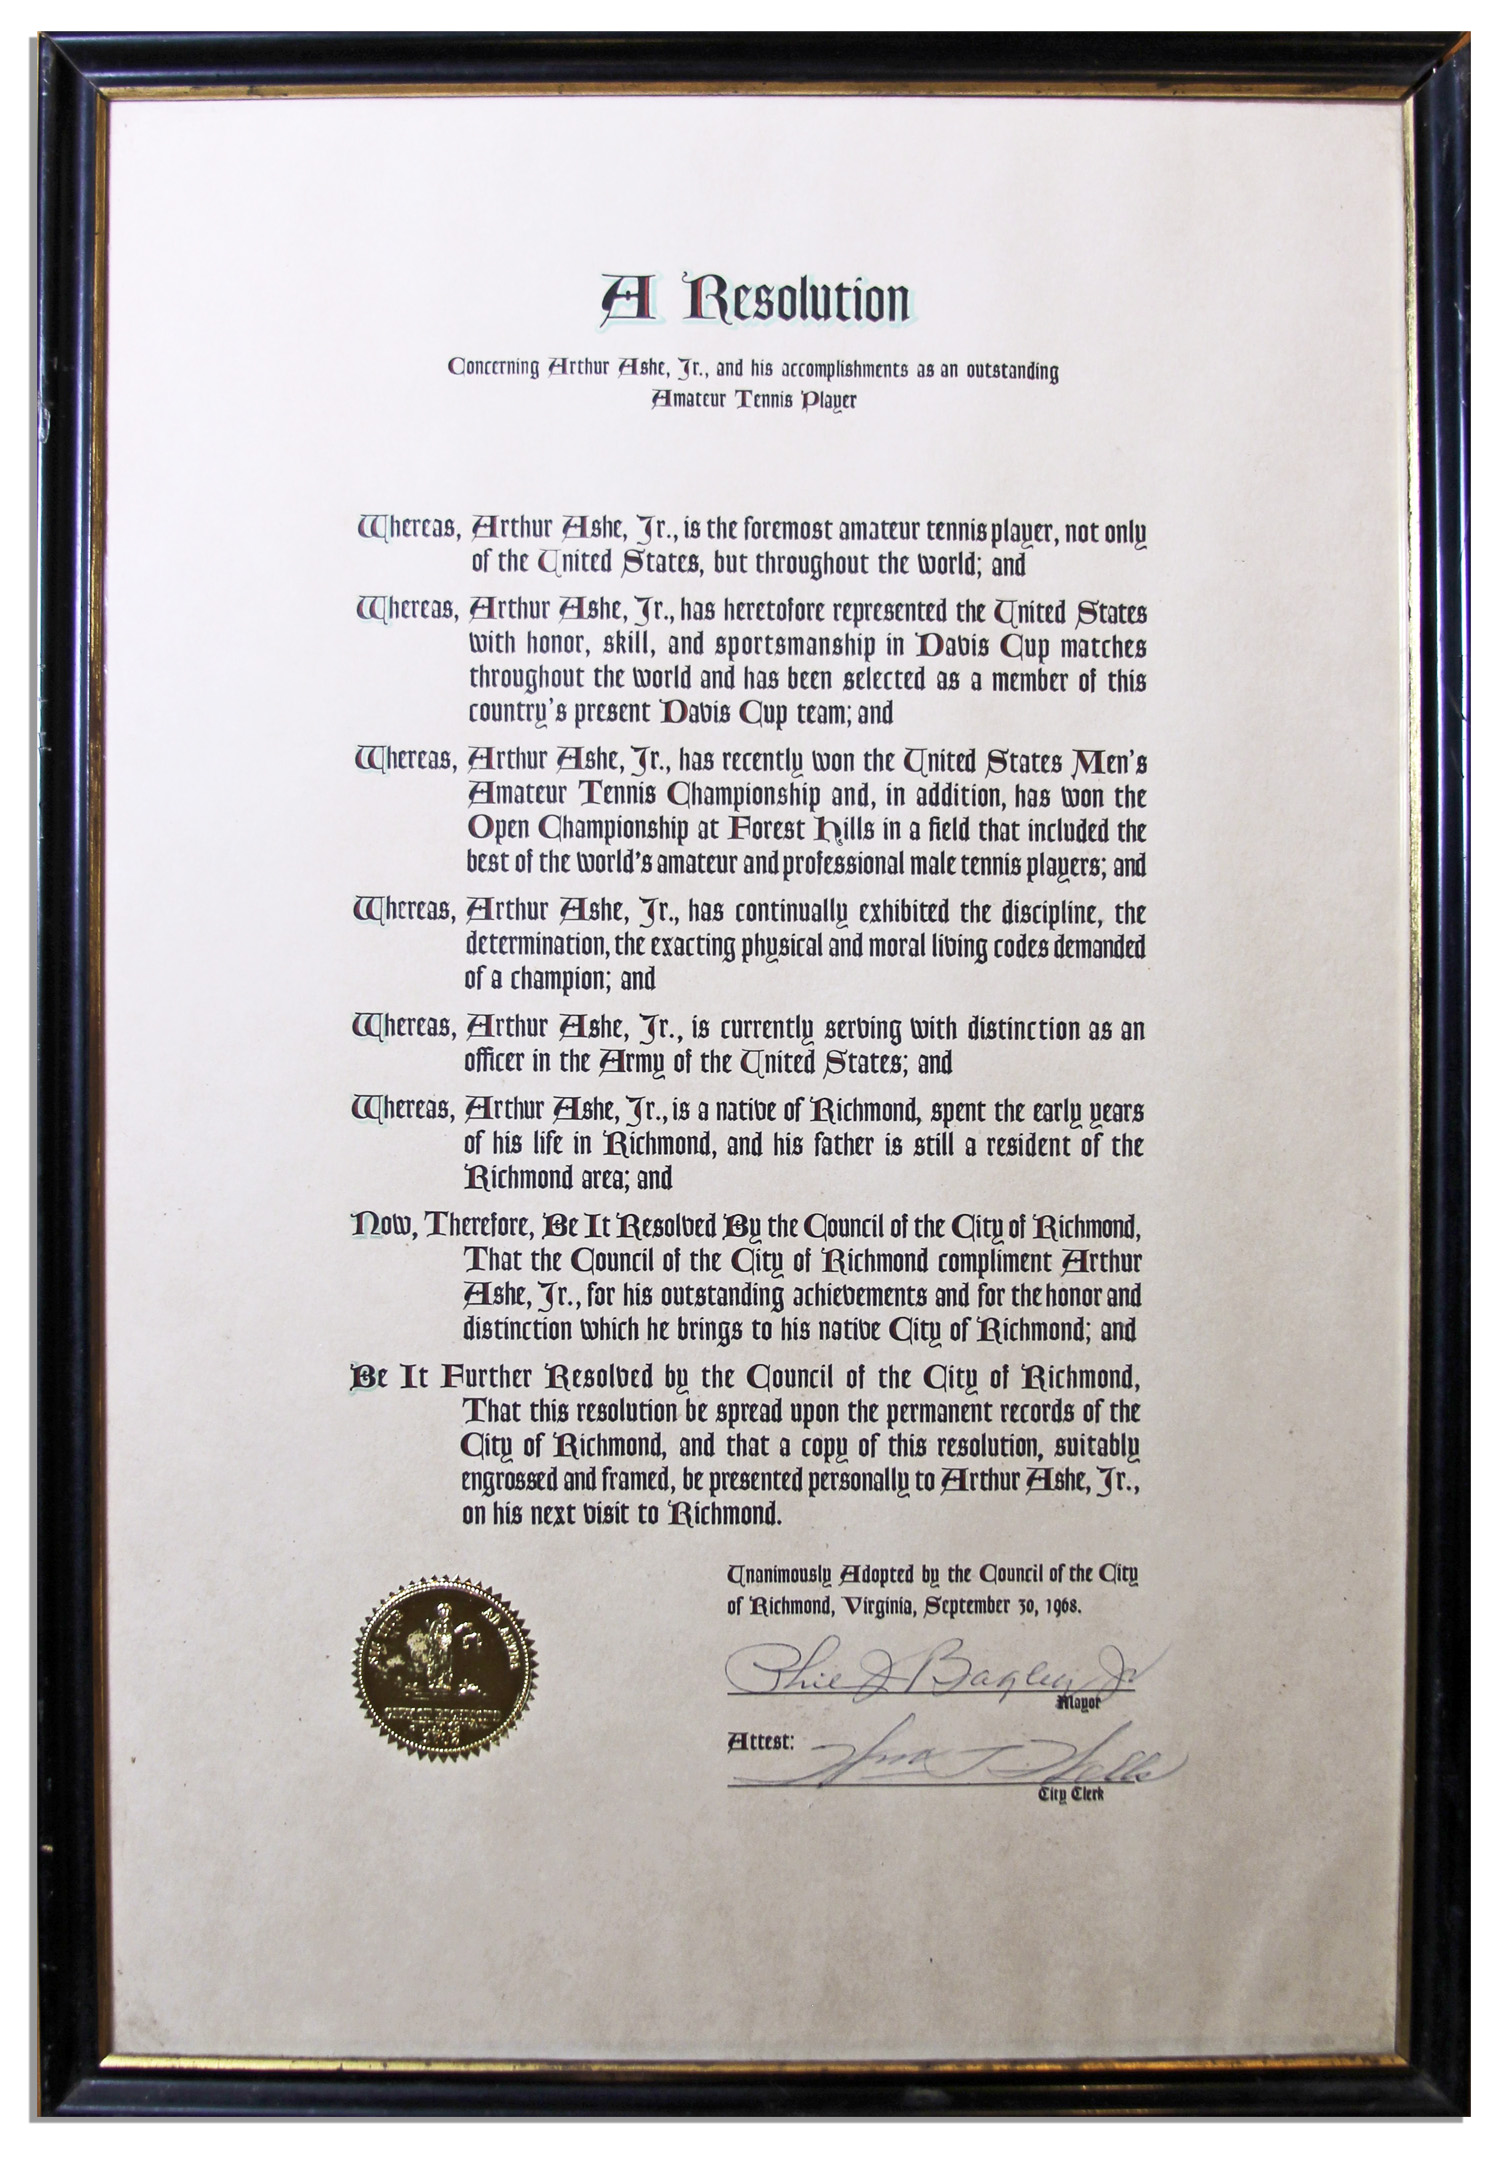 A Resolution
Concerning Arthur Ashe, Jr., and his accomplishments as an outstanding
Amateur Tennis Player
Whereas, Arthur Ashe, Jr., is the foremost amateur tennis player, not only
of the United States, but throughout the world; and
Whereas, Arthur Ashe, Jr., has heretofore represented the United States
with honor, skill, and sportsmanship in Davis Cup matches
throughout the world and has been selected as a member of this
country's present Davis Cup team; and
Whereas, Arthur Ashe, Jr., has recently won the United States Men's
Amateur Tennis Championship and, in addition, has won the
Open Championship at Forest Hills in a field that included the
best of the world's amateur and professional male tennis players; and
Whereas, Arthur Ashe, Jr., has continually exhibited the discipline, the
determination, the exacting physical and moral living codes demanded
of a champion; and
Whereas, Arthur Ashe, Jr., is currently serving with distinction as an
officer in the Army of the United States; and
Whereas, Arthur Ashe, Jr., is a native of Richmond, spent the early years
of his life in Richmond, and his father is still a resident of the
Richmond area; and
Now, Therefore, Be It Resolved By the Council of the City of Richmond,
That the Council of the City of Richmond compliment Arthur
Ashe, Jr., for his outstanding achievements and for the honor and
distinction which he brings to his native City of Richmond; and
Be It Further Resolved by the Council of the City of Richmond,
That this resolution be spread upon the permanent records of the
City of Richmond, and that a copy of this resolution, suitably
engrossed and framed, be presented personally to Arthur Ashe, Jr.,
on his next visit to Richmond.
Unanimously Adopted by the Council of the City
of Richmond, Virginia, September 30, 1968.
Phil J Bagley Jr
Mayor
Attest: Wm T Wells
City Clerk